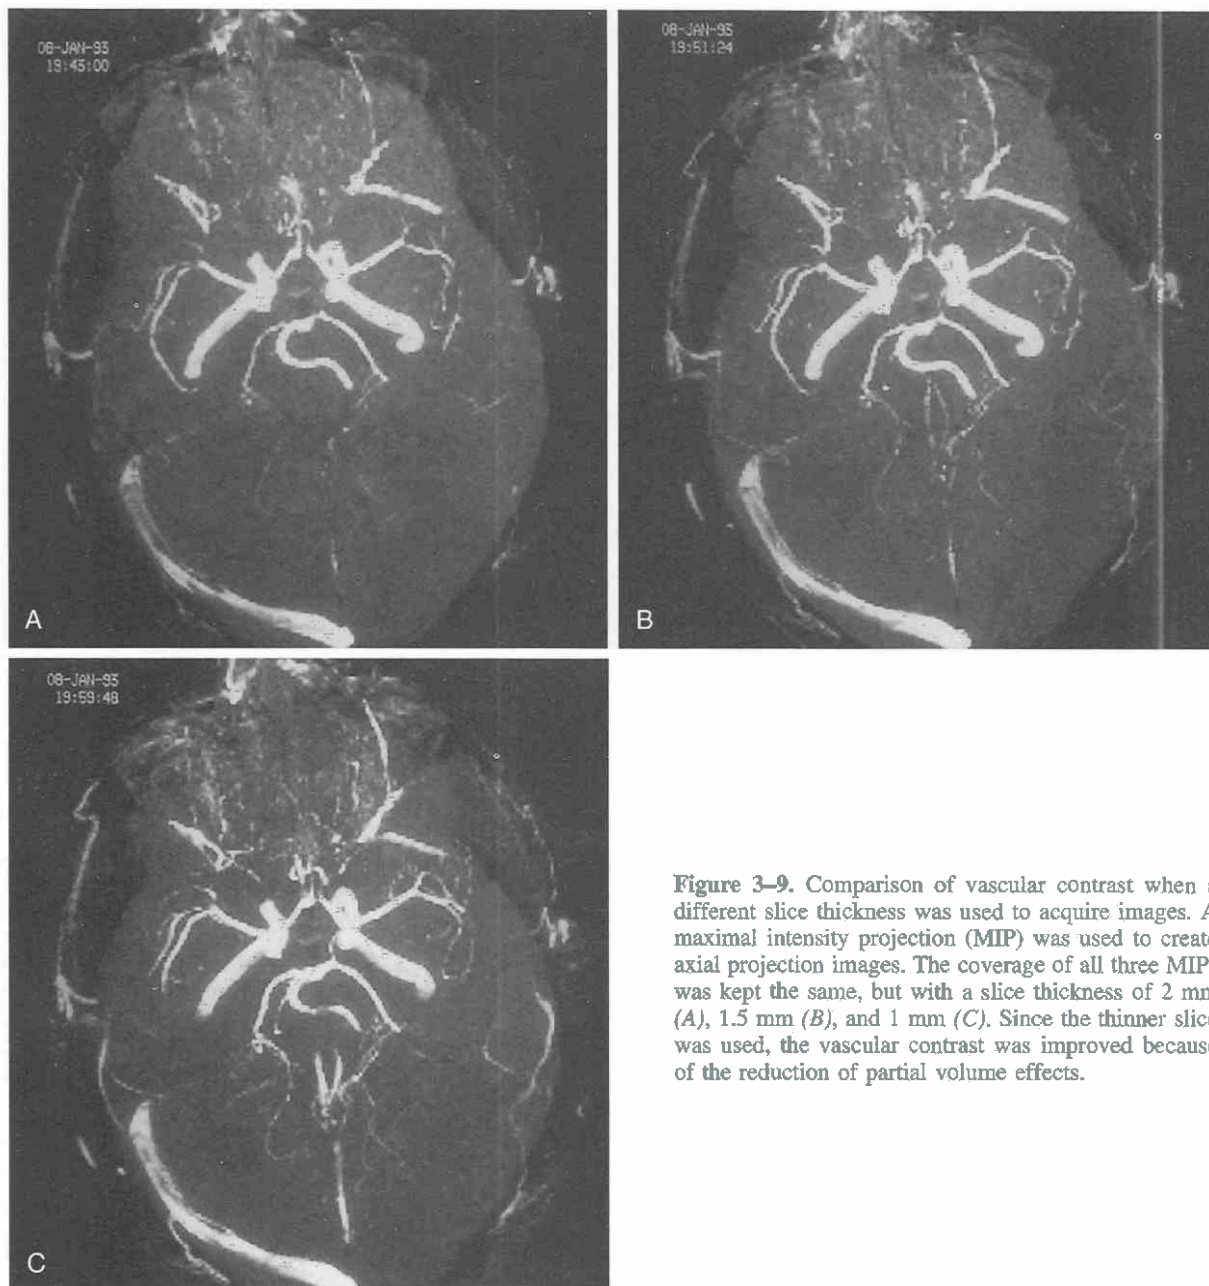 08-JAN-93
19:43:00
A
08-JAN-93
19:51:24
B
08-JAN-93
19:59:48
C
Figure 3–9. Comparison of vascular contrast when
different slice thickness was used to acquire images. A
maximal intensity projection (MIP) was used to create
axial projection images. The coverage of all three MIP
was kept the same, but with a slice thickness of 2 mm
(A), 1.5 mm (B), and 1 mm (C). Since the thinner slice
was used, the vascular contrast was improved because
of the reduction of partial volume effects.